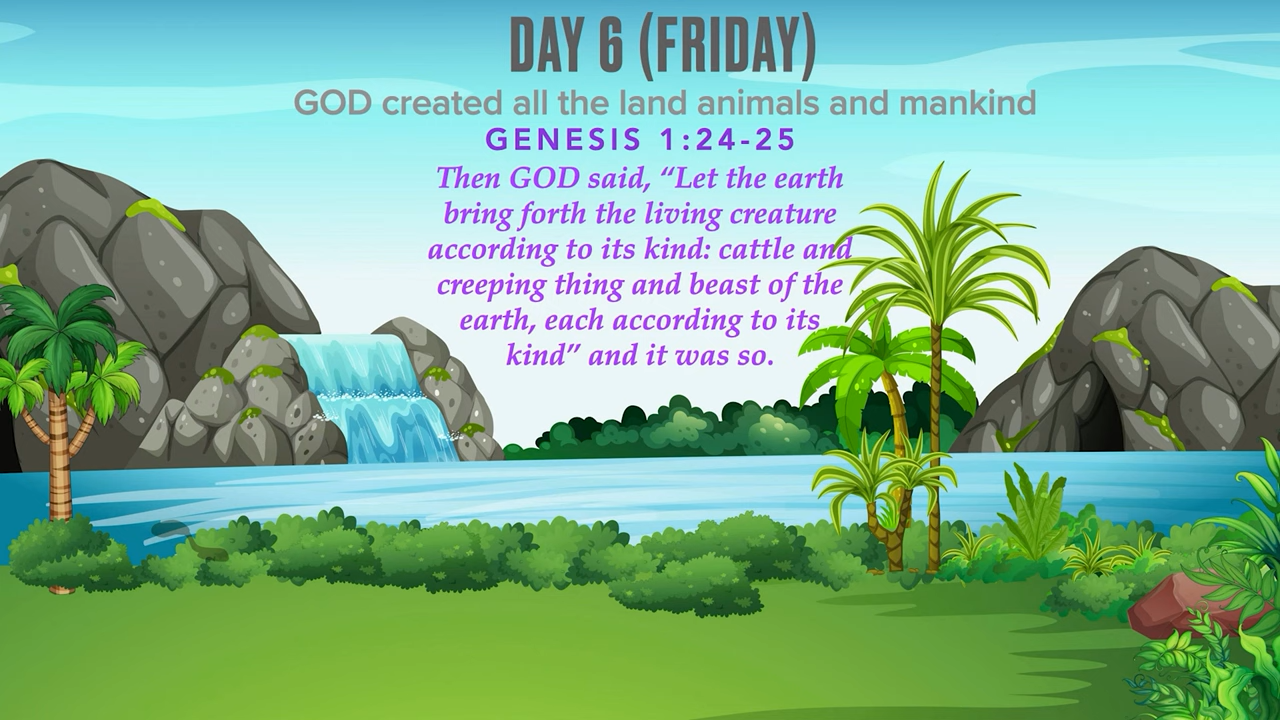 DAY 6 (FRIDAY)
GOD created all the land animals and mankind
GENESIS 1:24-25
Then GOD said, “Let the earth
bring forth the living creature
according to its kind: cattle and
creeping thing and beast of the
earth, each according to its
kind” and it was so.